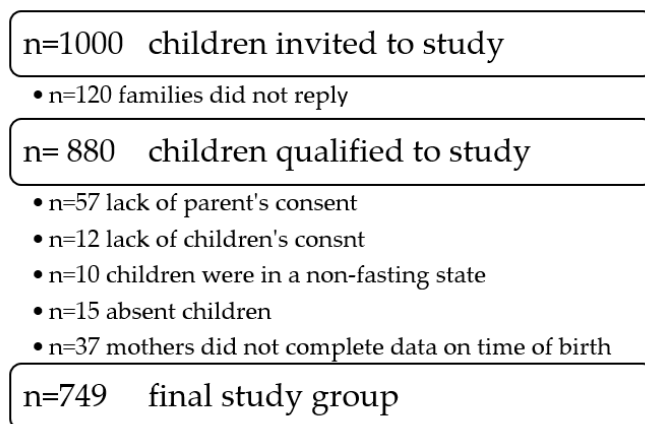 n=1000 children invited to study
• n=120 families did not reply
n= 880 children qualified to study
• n=57 lack of parent's consent
• n=12 lack of children's consnt
• n=10 children were in a non-fasting state
• n=15 absent children
• n=37 mothers did not complete data on time of birth
n=749 final study group